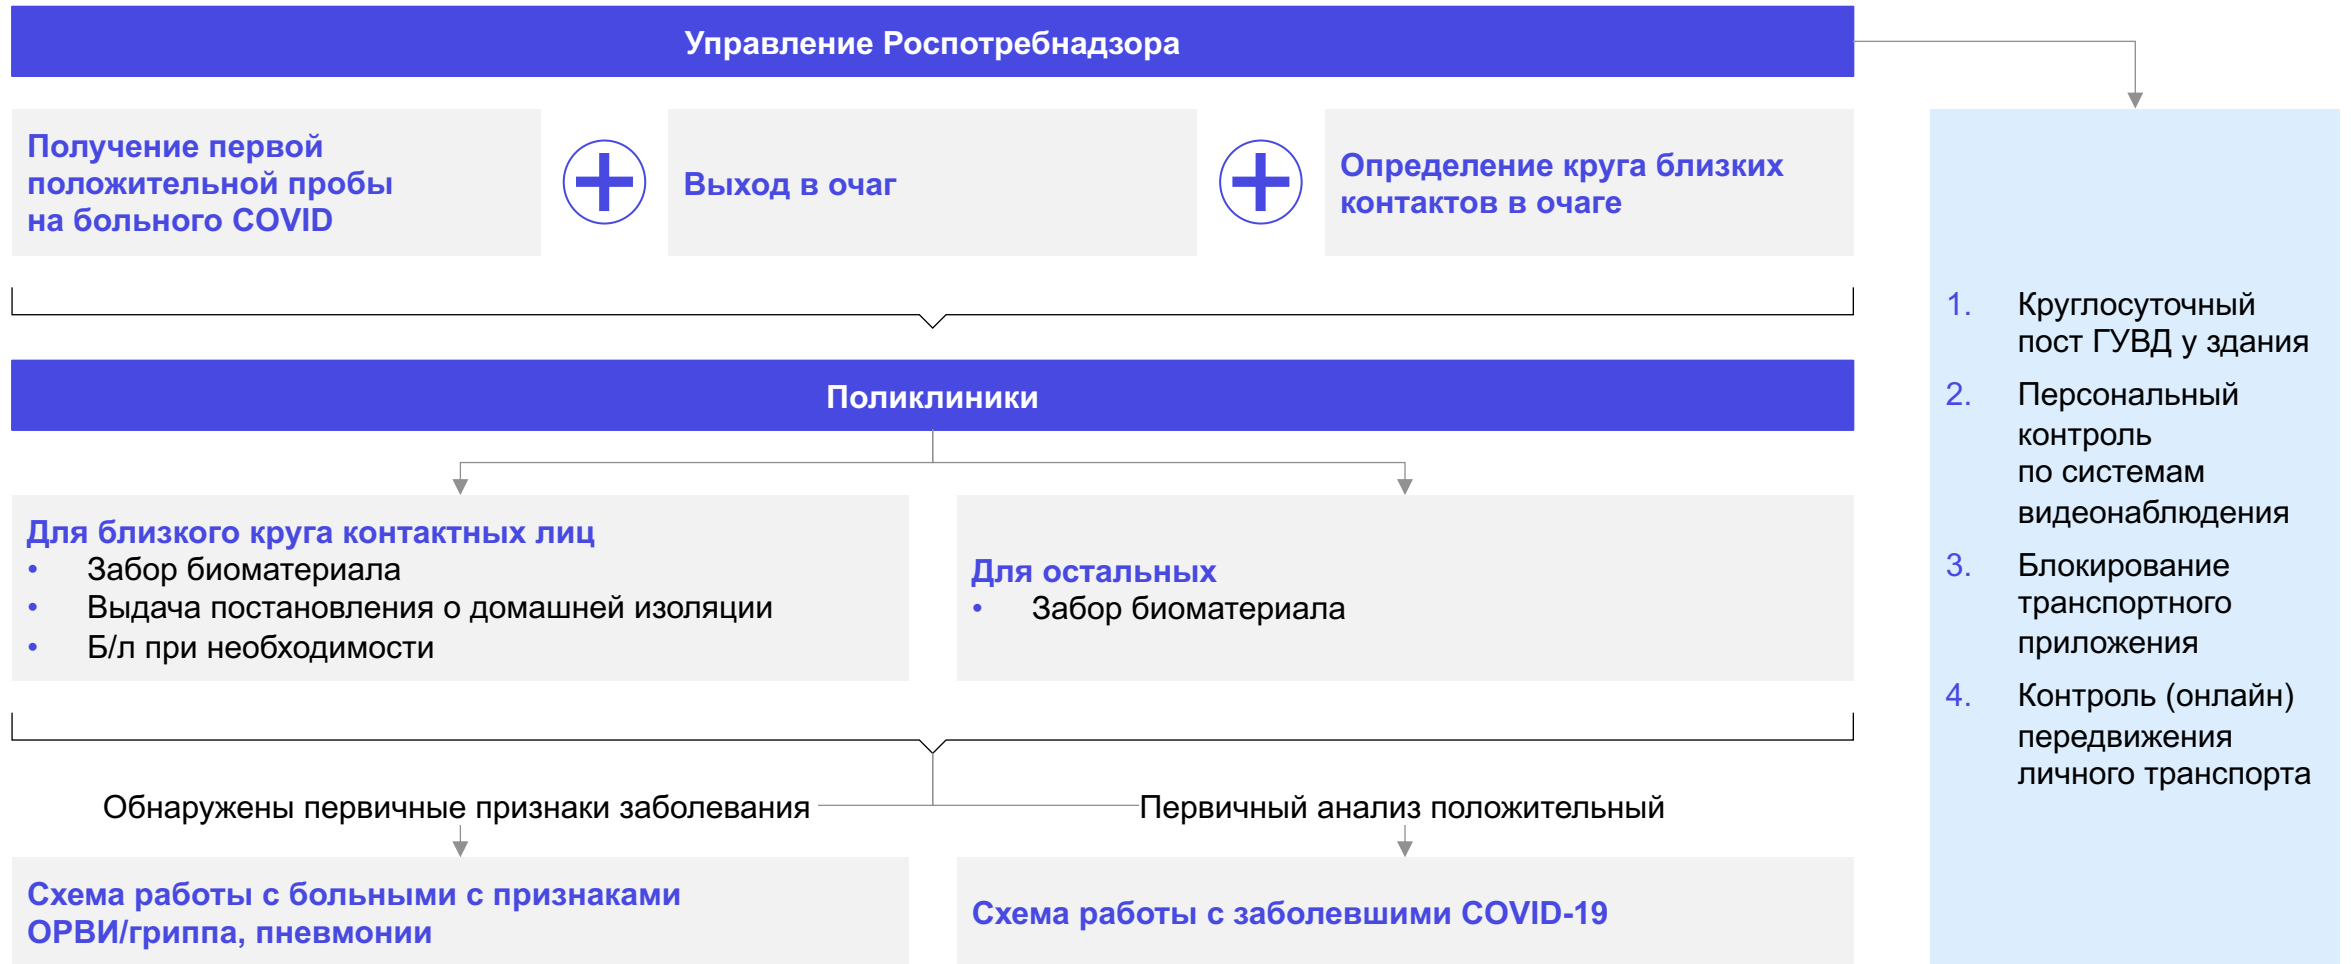 Управление Роспотребнадзора
Получение первой
положительной пробы
на больного COVID
Выход в очаг
Определение круга близких
контактов в очаге
Поликлиники
Для близкого круга контактных лиц
• Забор биоматериала
• Выдача постановления о домашней изоляции
• Б/л при необходимости
Для остальных
• Забор биоматериала
Обнаружены первичные признаки заболевания
Первичный анализ положительный
Схема работы с больными с признаками
ОРВИ/гриппа, пневмонии
Схема работы с заболевшими COVID-19
1. Круглосуточный
пост ГУВД у здания
2. Персональный
контроль
по системам
видеонаблюдения
3. Блокирование
транспортного
приложения
4. Контроль (онлайн)
передвижения
личного транспорта